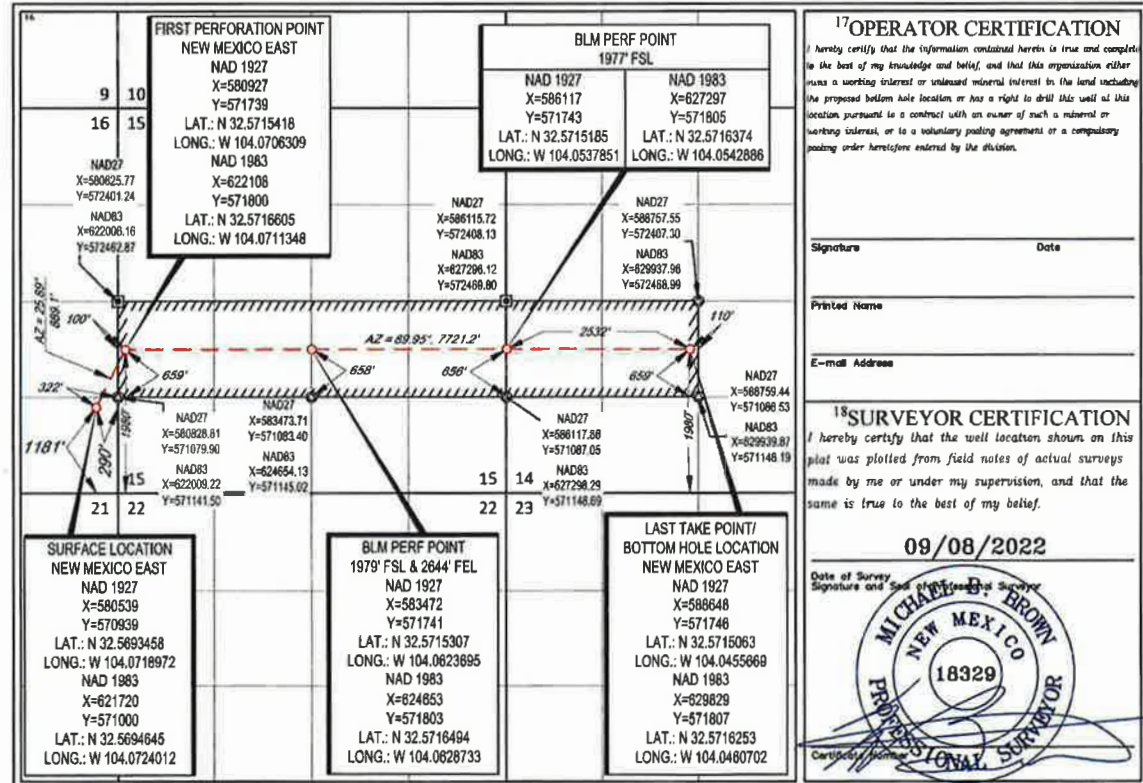 16
FIRST PERFORATION POINT
NEW MEXICO EAST
NAD 1927
X=580927
Y=571739
LAT.: N 32.5715418
LONG.: W 104.0706309
NAD 1983
X=622108
Y=571800
LAT.: N 32.5716605
LONG.: W 104.0711348
BLM PERF POINT
1977' FSL
NAD 1927
X=586117
Y=571743
LAT.: N 32.5715185
LONG.: W 104.0537851
NAD 1983
X=627297
Y=571805
LAT.: N 32.5716374
LONG.: W 104.0542886
9 10
16 15
NAD27
X=580825.77
Y=572401.24
NAD83
X=622006.16
Y=572462.87
NAD27
X=586115.72
Y=572408.13
NAD83
X=627296.12
Y=572469.80
NAD27
X=588757.55
Y=572407.30
NAD83
X=629937.96
Y=572468.99
AZ = 25.89°
889.1'
100'
AZ = 89.95°, 7721.2'
2532'
110'
322'
659'
658'
656'
659'
1181'
290'
1980'
1980'
NAD27
X=580828.81
Y=571079.90
NAD83
X=622009.22
Y=571141.50
NAD27
X=583473.71
Y=571083.40
NAD83
X=624654.13
Y=571145.02
NAD27
X=586117.86
Y=571087.05
NAD83
X=627298.29
Y=571148.69
NAD27
X=588759.44
Y=571086.53
NAD83
X=629939.87
Y=571148.19
15
21 22
15 14
22 23
SURFACE LOCATION
NEW MEXICO EAST
NAD 1927
X=580539
Y=570939
LAT.: N 32.5693458
LONG.: W 104.0718972
NAD 1983
X=621720
Y=571000
LAT.: N 32.5694645
LONG.: W 104.0724012
BLM PERF POINT
1979' FSL & 2644' FEL
NAD 1927
X=583472
Y=571741
LAT.: N 32.5715307
LONG.: W 104.0623695
NAD 1983
X=624653
Y=571803
LAT.: N 32.5716494
LONG.: W 104.0628733
LAST TAKE POINT/
BOTTOM HOLE LOCATION
NEW MEXICO EAST
NAD 1927
X=588648
Y=571746
LAT.: N 32.5715063
LONG.: W 104.0455669
NAD 1983
X=629829
Y=571807
LAT.: N 32.5716253
LONG.: W 104.0460702
17 OPERATOR CERTIFICATION
I hereby certify that the information contained herein is true and complete
to the best of my knowledge and belief, and that this organization either
owns a working interest or unleased mineral interest in the land including
the proposed bottom hole location or has a right to drill this well at this
location pursuant to a contract with an owner of such a mineral or
working interest, or to a voluntary pooling agreement or a compulsory
pooling order heretofore entered by the division.
Signature Date
Printed Name
E-mail Address
18 SURVEYOR CERTIFICATION
I hereby certify that the well location shown on this
plat was plotted from field notes of actual surveys
made by me or under my supervision, and that the
same is true to the best of my belief.
09/08/2022
Date of Survey
Signature and Seal of Professional Surveyor
MICHAEL B. BROWN
NEW MEXICO
18329
PROFESSIONAL SURVEYOR
Certificate Number